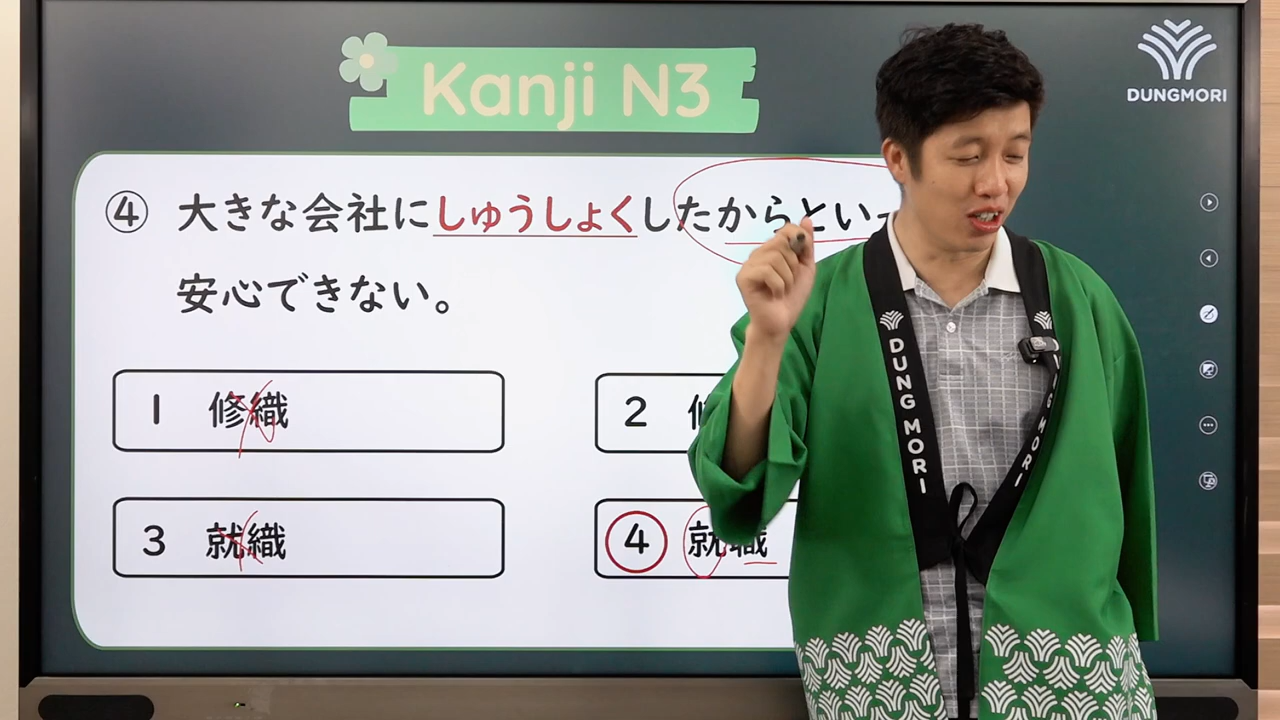 Kanji N3
DUNGMORI
④ 大きな会社にしゅうしょくしたからとい
安心できない。
1 修織
2
3 就織
4 就職
DUNG MORI